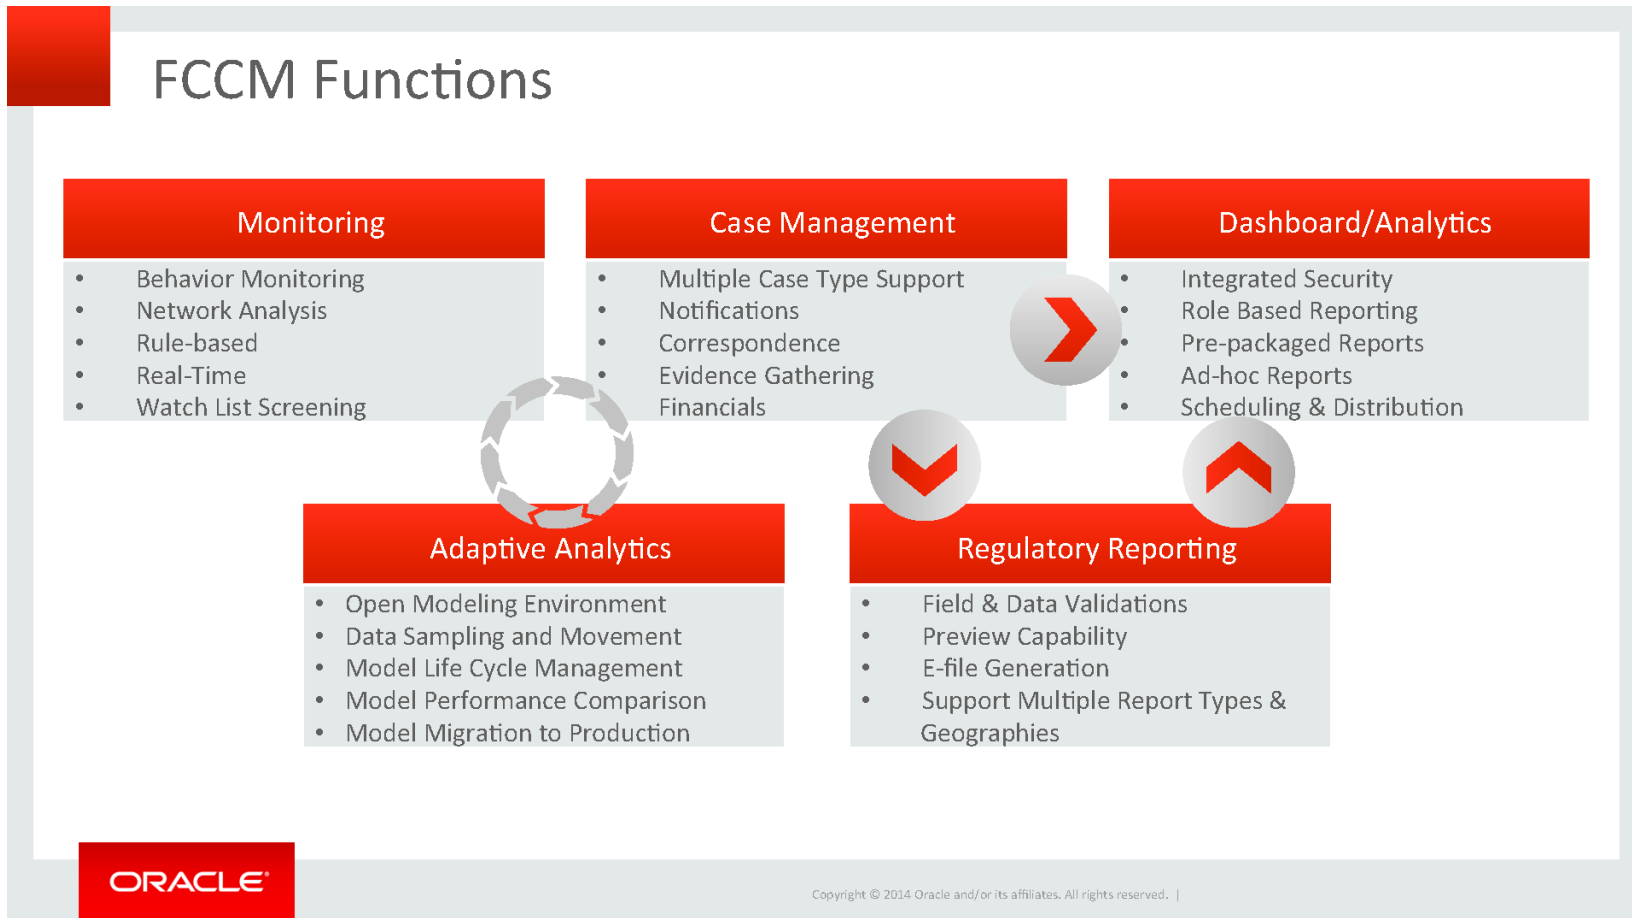 FCCM Functions
Monitoring
• Behavior Monitoring
• Network Analysis
• Rule-based
• Real-Time
• Watch List Screening
Case Management
• Multiple Case Type Support
• Notifications
• Correspondence
• Evidence Gathering
Financials
Dashboard/Analytics
• Integrated Security
• Role Based Reporting
• Pre-packaged Reports
• Ad-hoc Reports
• Scheduling & Distribution
Adaptive Analytics
• Open Modeling Environment
• Data Sampling and Movement
• Model Life Cycle Management
• Model Performance Comparison
• Model Migration to Production
Regulatory Reporting
• Field & Data Validations
• Preview Capability
• E-file Generation
• Support Multiple Report Types &
Geographies
ORACLE®
Copyright © 2014 Oracle and/or its affiliates. All rights reserved. |